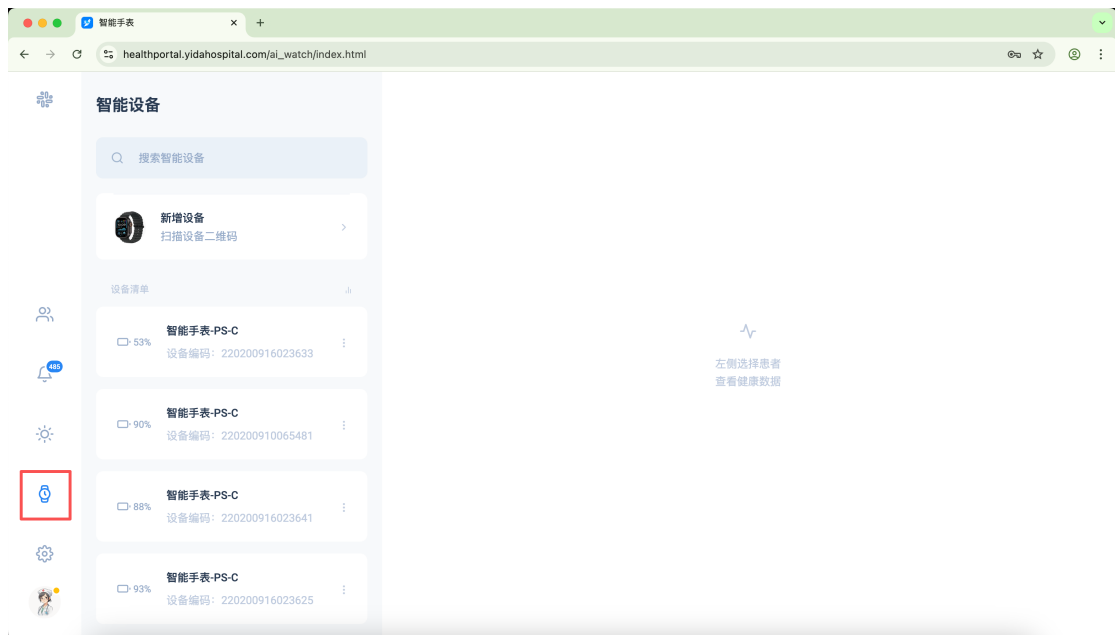 智能手表
healthportal.yidahospital.com/ai_watch/index.html
智能设备
搜索智能设备
新增设备
扫描设备二维码
设备清单
智能手表-PS-C
53%
设备编码：220200916023633
485
智能手表-PS-C
90%
设备编码：220200910065481
智能手表-PS-C
88%
设备编码：220200916023641
智能手表-PS-C
93%
设备编码：220200916023625
左侧选择患者
查看健康数据